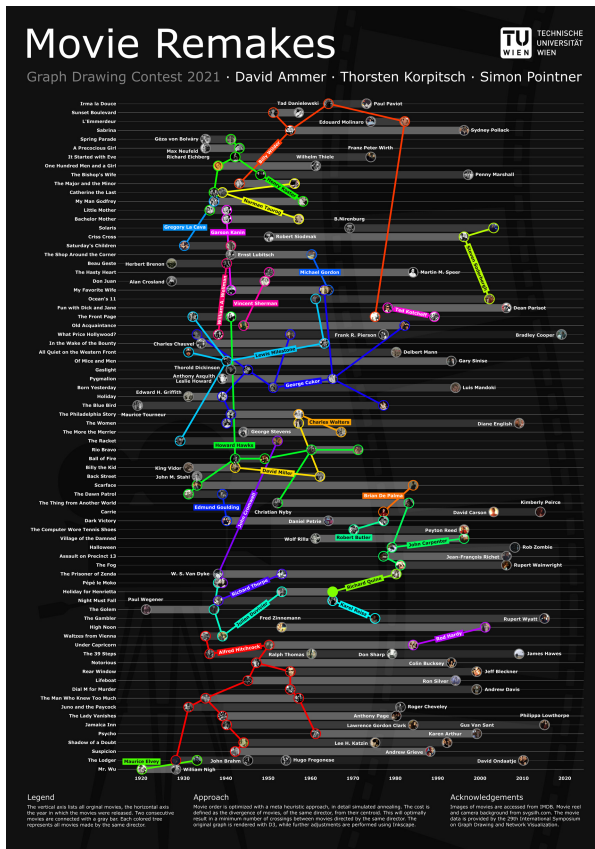 Movie Remakes
TU
WIEN
TECHNISCHE
UNIVERSITÄT
WIEN
Graph Drawing Contest 2021 · David Ammer · Thorsten Korpitsch · Simon Pointner
Irma la Douce
Tad Danielewski
Paul Paviot
Sunset Boulevard
L'Emmerdeur
Edouard Molinaro
Sabrina
Sydney Pollack
Spring Parade
Géza von Bolváry
Billy Wilder
A Precocious Girl
Max Neufeld
Franz Peter Wirth
It Started with Eve
Richard Eichberg
Wilhelm Thiele
One Hundred Men and a Girl
The Bishop's Wife
Penny Marshall
The Major and the Minor
Catherine the Last
My Man Godfrey
Norman Taurog
Little Mother
Bachelor Mother
B.Nirenburg
Solaris
Gregory La Cava
Garson Kanin
Criss Cross
Robert Siodmak
Saturday's Children
The Shop Around the Corner
Ernst Lubitsch
Beau Geste
Herbert Brenon
The Hasty Heart
Michael Gordon
Martin M. Speer
Don Juan
Alan Crosland
My Favorite Wife
Ocean's 11
Vincent Sherman
Fun with Dick and Jane
Ted Kotcheff
Dean Parisot
The Front Page
Old Acquaintance
What Price Hollywood?
Frank R. Pierson
Bradley Cooper
In the Wake of the Bounty
Charles Chauvel
All Quiet on the Western Front
Lewis Milestone
Delbert Mann
Of Mice and Men
Gary Sinise
Gaslight
Thorold Dickinson
Pygmalion
Anthony Asquith
Leslie Howard
Born Yesterday
George Cukor
Luis Mandoki
Holiday
Edward H. Griffith
The Blue Bird
The Philadelphia Story
Maurice Tourneur
The Women
Charles Walters
Diane English
The More the Merrier
George Stevens
The Racket
Rio Bravo
Howard Hawks
Ball of Fire
Billy the Kid
King Vidor
David Miller
Back Street
John M. Stahl
Scarface
The Dawn Patrol
Brian De Palma
The Thing from Another World
Edmund Goulding
Christian Nyby
Kimberly Peirce
Carrie
David Carson
Dark Victory
John Cromwell
Daniel Petrie
The Computer Wore Tennis Shoes
Peyton Reed
Village of the Damned
Wolf Rilla
Robert Butler
Halloween
John Carpenter
Rob Zombie
Assault on Precinct 13
Jean-François Richet
The Fog
Rupert Wainwright
The Prisoner of Zenda
W. S. Van Dyke
Pépé le Moko
Richard Thorpe
Richard Quine
Holiday for Henrietta
Night Must Fall
Paul Wegener
The Golem
The Gambler
Fred Zinnemann
Rupert Wyatt
High Noon
Waltzes from Vienna
Rod Hardy
Under Capricorn
Alfred Hitchcock
The 39 Steps
Ralph Thomas
Don Sharp
James Hawes
Notorious
Colin Bucksey
Rear Window
Jeff Bleckner
Lifeboat
Ron Silver
Dial M for Murder
Andrew Davis
The Man Who Knew Too Much
Juno and the Paycock
Roger Cheveley
The Lady Vanishes
Anthony Page
Philippa Lowthorpe
Jamaica Inn
Lawrence Gordon Clark
Gus Van Sant
Psycho
Karen Arthur
Shadow of a Doubt
Lee H. Katzin
Suspicion
Andrew Grieve
The Lodger
Maurice Elvey
John Brahm
Hugo Fregonese
David Ondaatje
Mr. Wu
William Nigh
1920 1930 1940 1950 1960 1970 1980 1990 2000 2010 2020
Legend
The vertical axis lists all orginal movies, the horizontal axis
the year in which the movies were released. Two consecutive
movies are connected with a gray bar. Each colored tree
represents all movies made by the same director.
Approach
Movie order is optimized with a meta heuristic approach, in detail simulated annealing. The cost is
defined as the divergence of movies, of the same director, from their centroid. This will optimally
result in a minimum number of crossings between movies directed by the same director. The
original graph is rendered with D3, while further adjustments are performed using Inkscape.
Acknowledgements
Images of movies are accessed from IMDB. Movie reel
and camera background from svgsilh.com. The movie
data is provided by the 29th International Symposium
on Graph Drawing and Network Visualization.